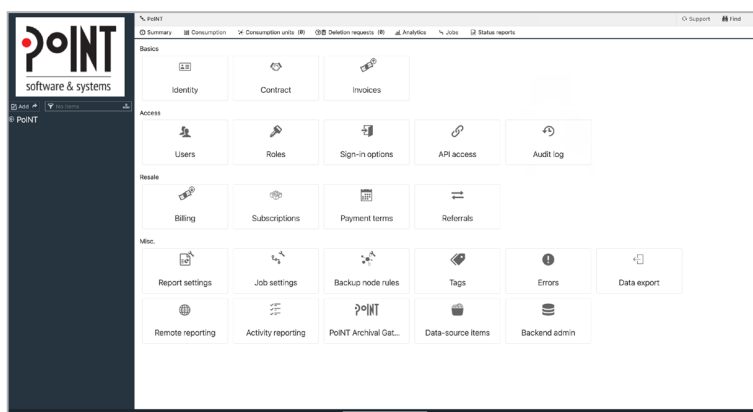 PoINT
software & systems
Add
No items
PoINT
PoINT
Support
Find
Summary
Consumption
Consumption units (0)
Deletion requests (0)
Analytics
Jobs
Status reports
Basics
Identity
Contract
Invoices
Access
Users
Roles
Sign-in options
API access
Audit log
Resale
Billing
Subscriptions
Payment terms
Referrals
Misc.
Report settings
Job settings
Backup node rules
Tags
Errors
Data export
PoINT
Remote reporting
Activity reporting
PoINT Archival Gat...
Data-source items
Backend admin